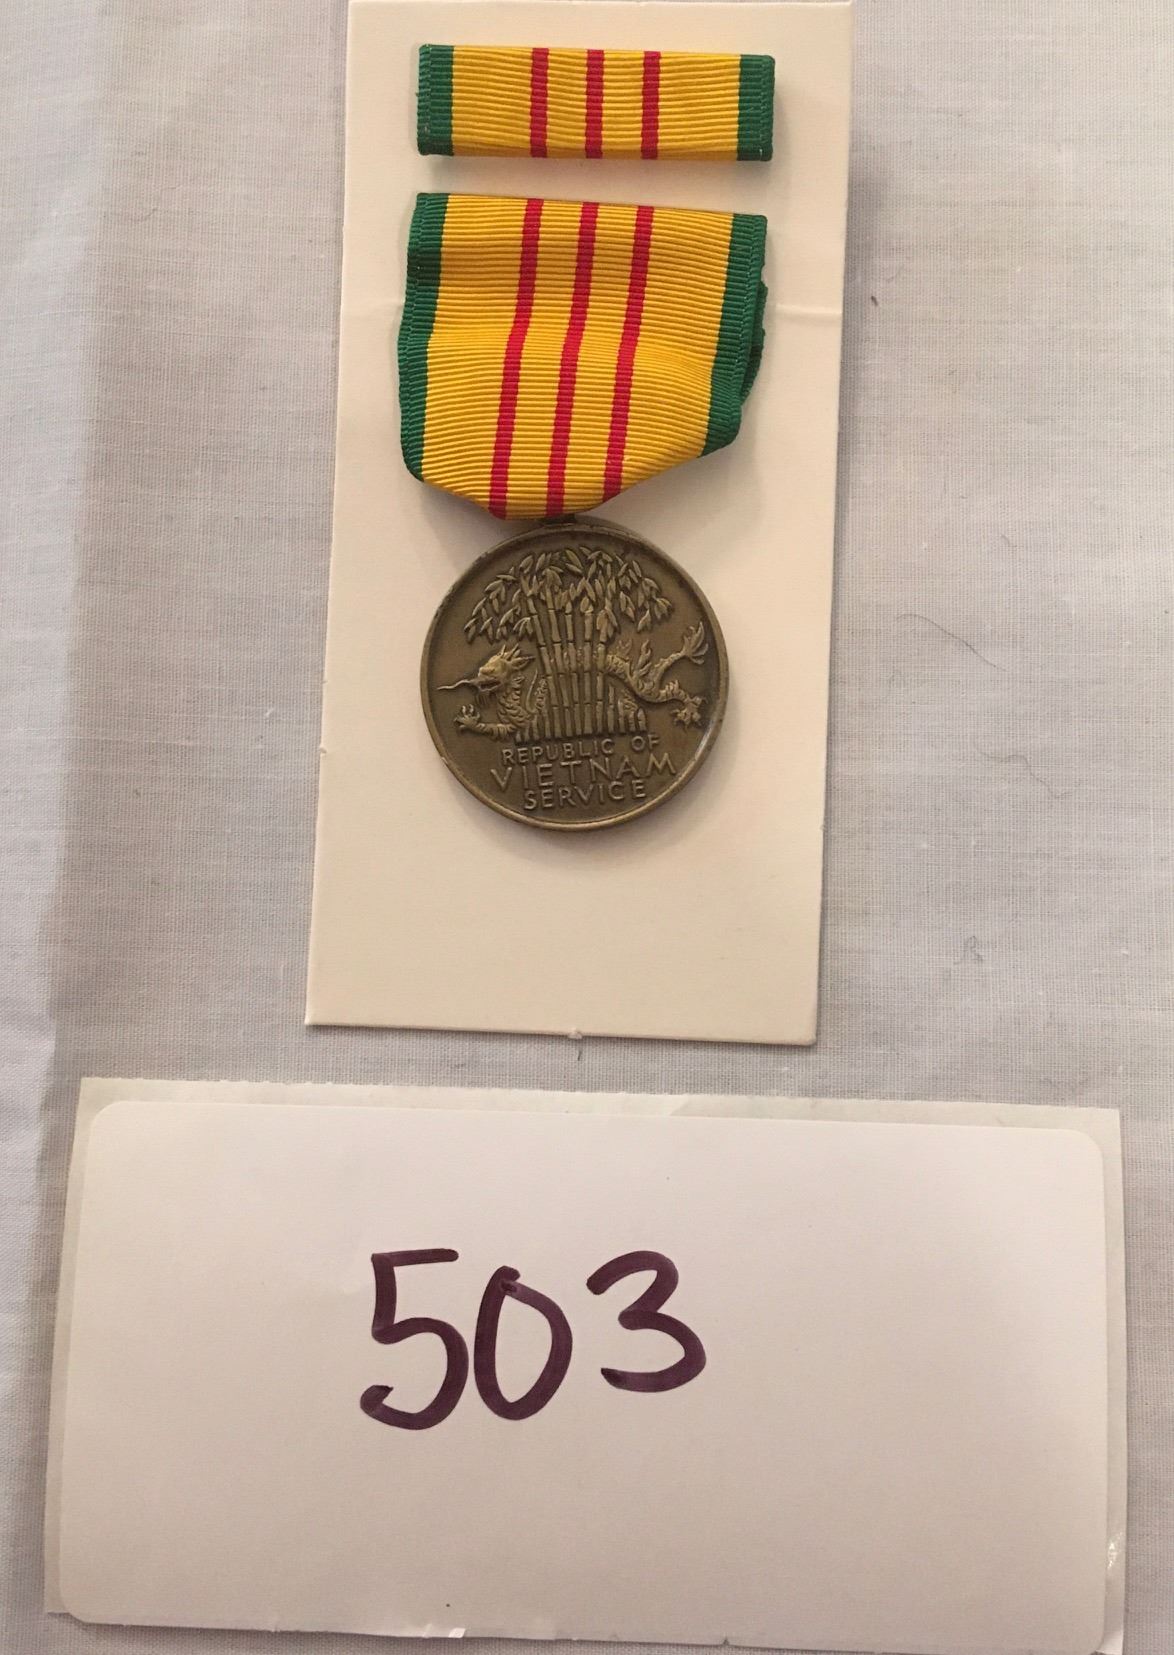 REPUBLIC OF
VIETNAM
SERVICE
503